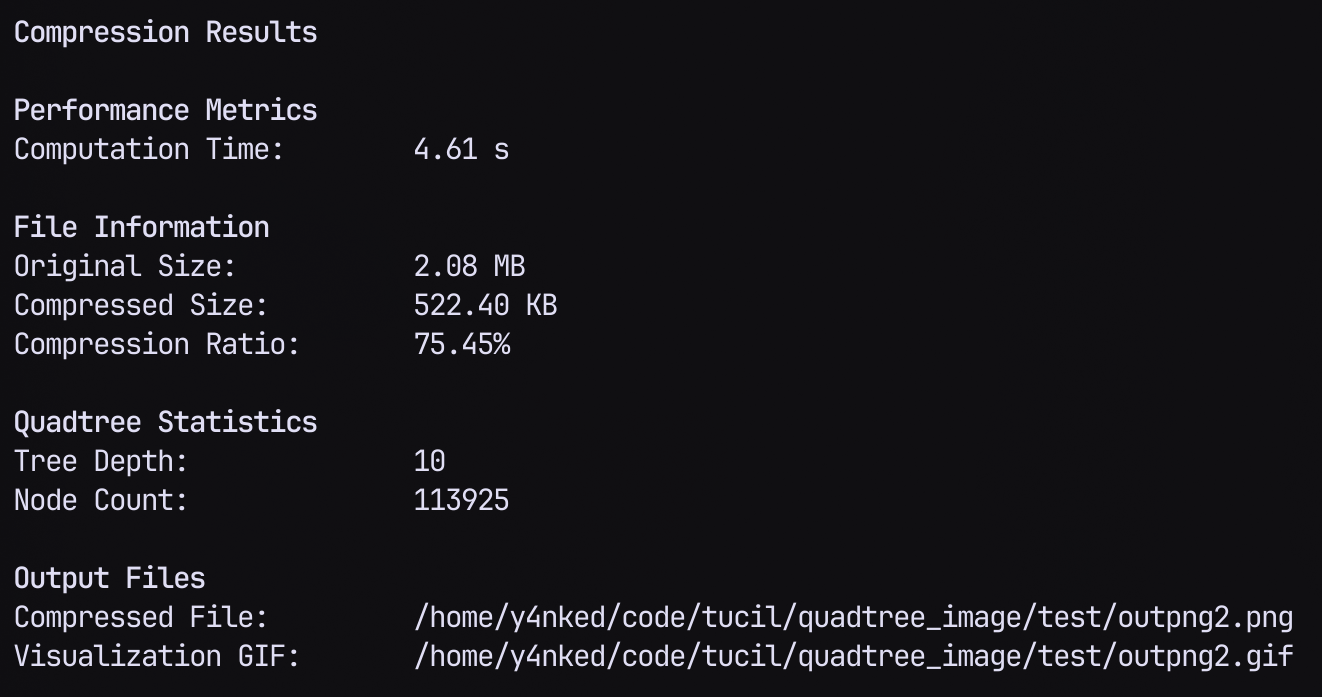 Compression Results
Performance Metrics
Computation Time: 4.61 s
File Information
Original Size: 2.08 MB
Compressed Size: 522.40 KB
Compression Ratio: 75.45%
Quadtree Statistics
Tree Depth: 10
Node Count: 113925
Output Files
Compressed File: /home/y4nked/code/tucil/quadtree_image/test/outpng2.png
Visualization GIF: /home/y4nked/code/tucil/quadtree_image/test/outpng2.gif